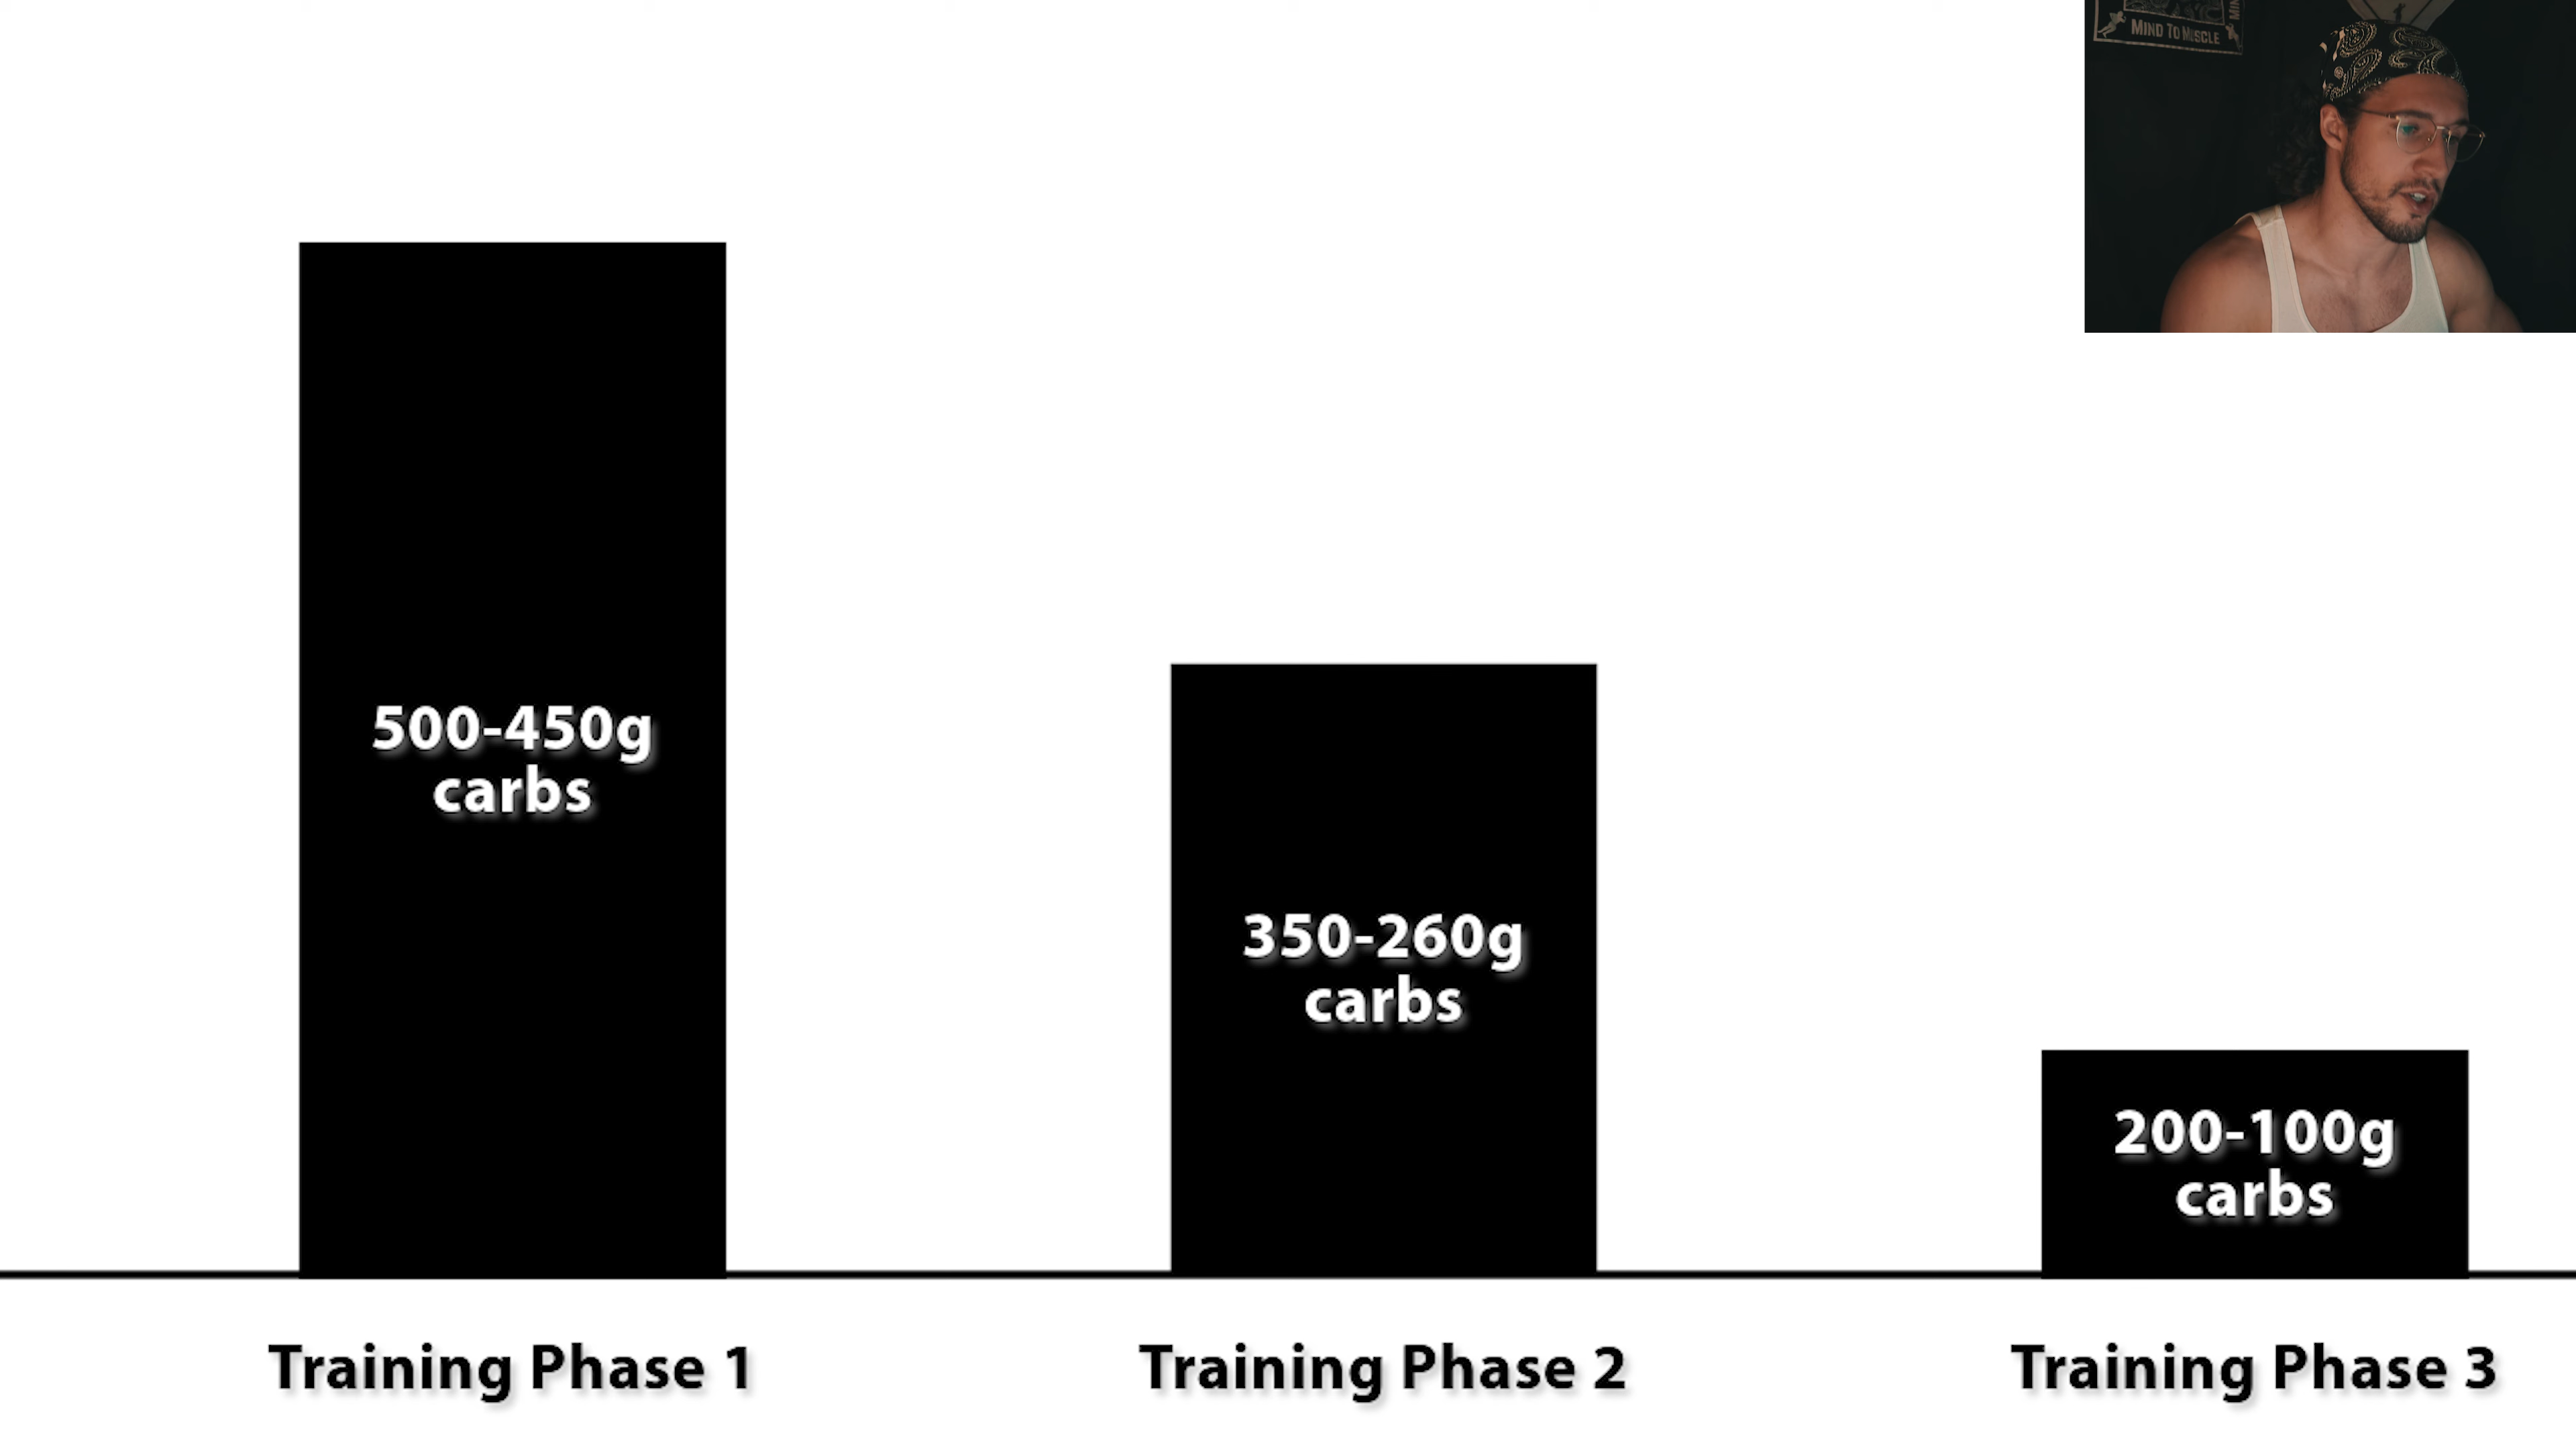 MIND TO MUSCLE
MIN
500-450g
carbs
350-260g
carbs
200-100g
carbs
Training Phase 1
Training Phase 2
Training Phase 3